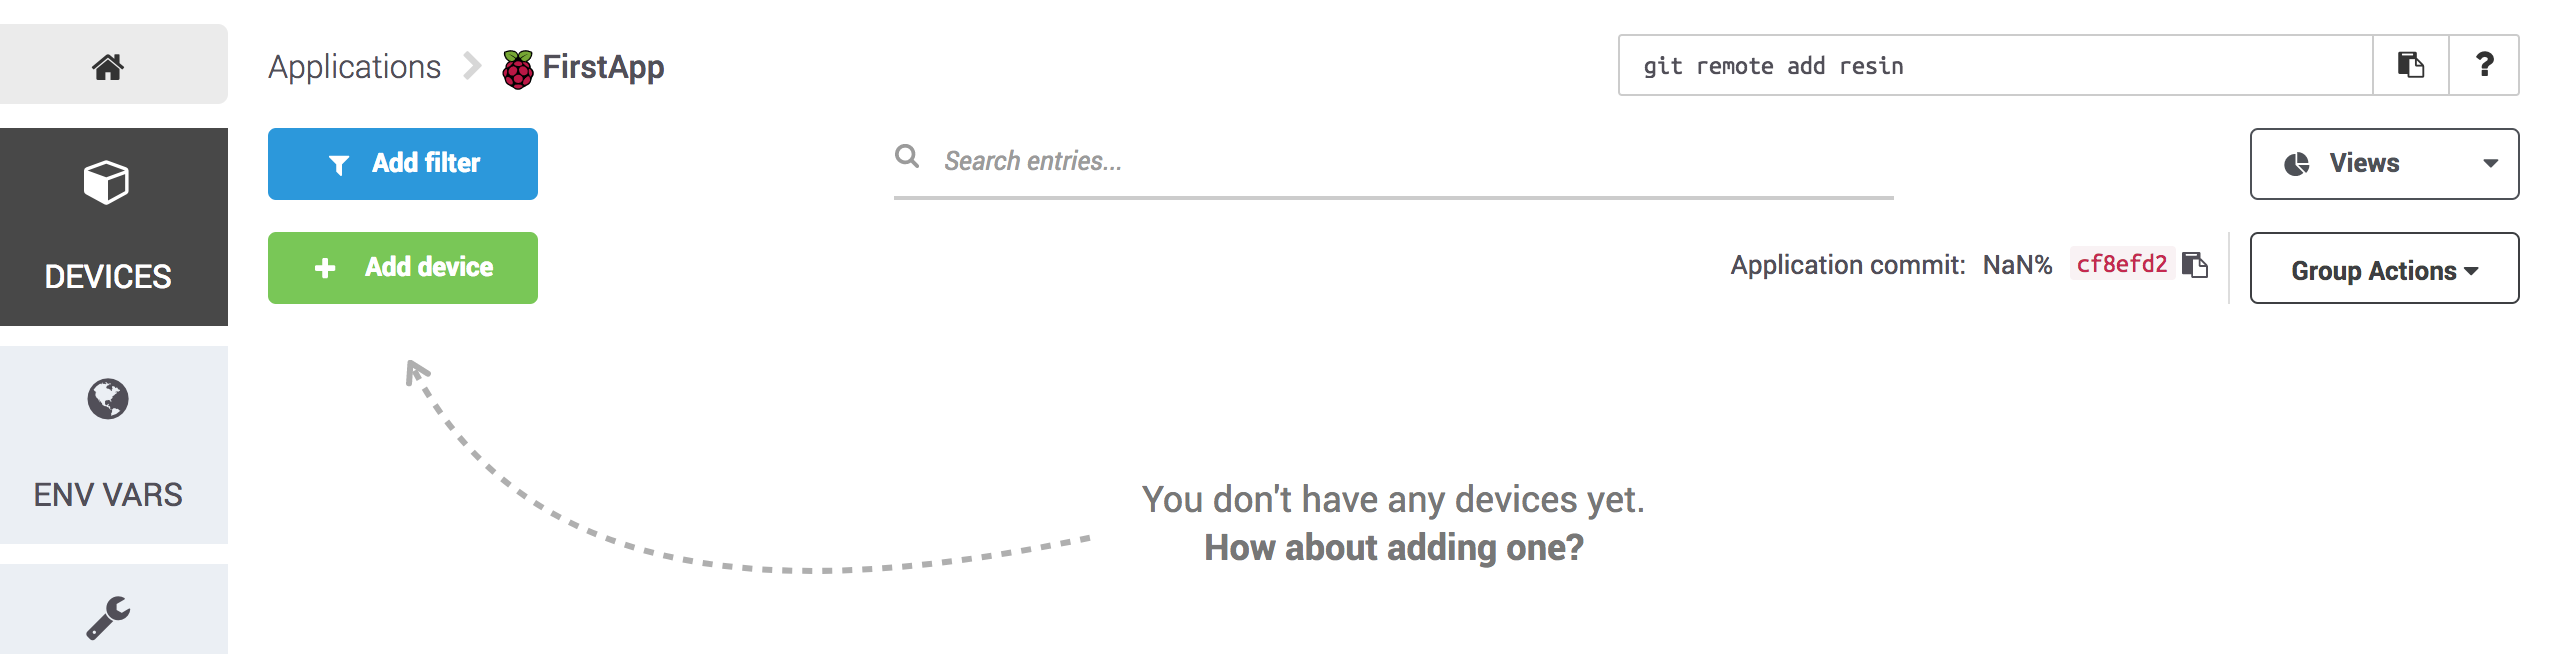 Applications FirstApp
git remote add resin
?
Add filter
Search entries...
Views
Add device
Application commit: NaN% cf8efd2
Group Actions
DEVICES
ENV VARS
You don't have any devices yet.
How about adding one?